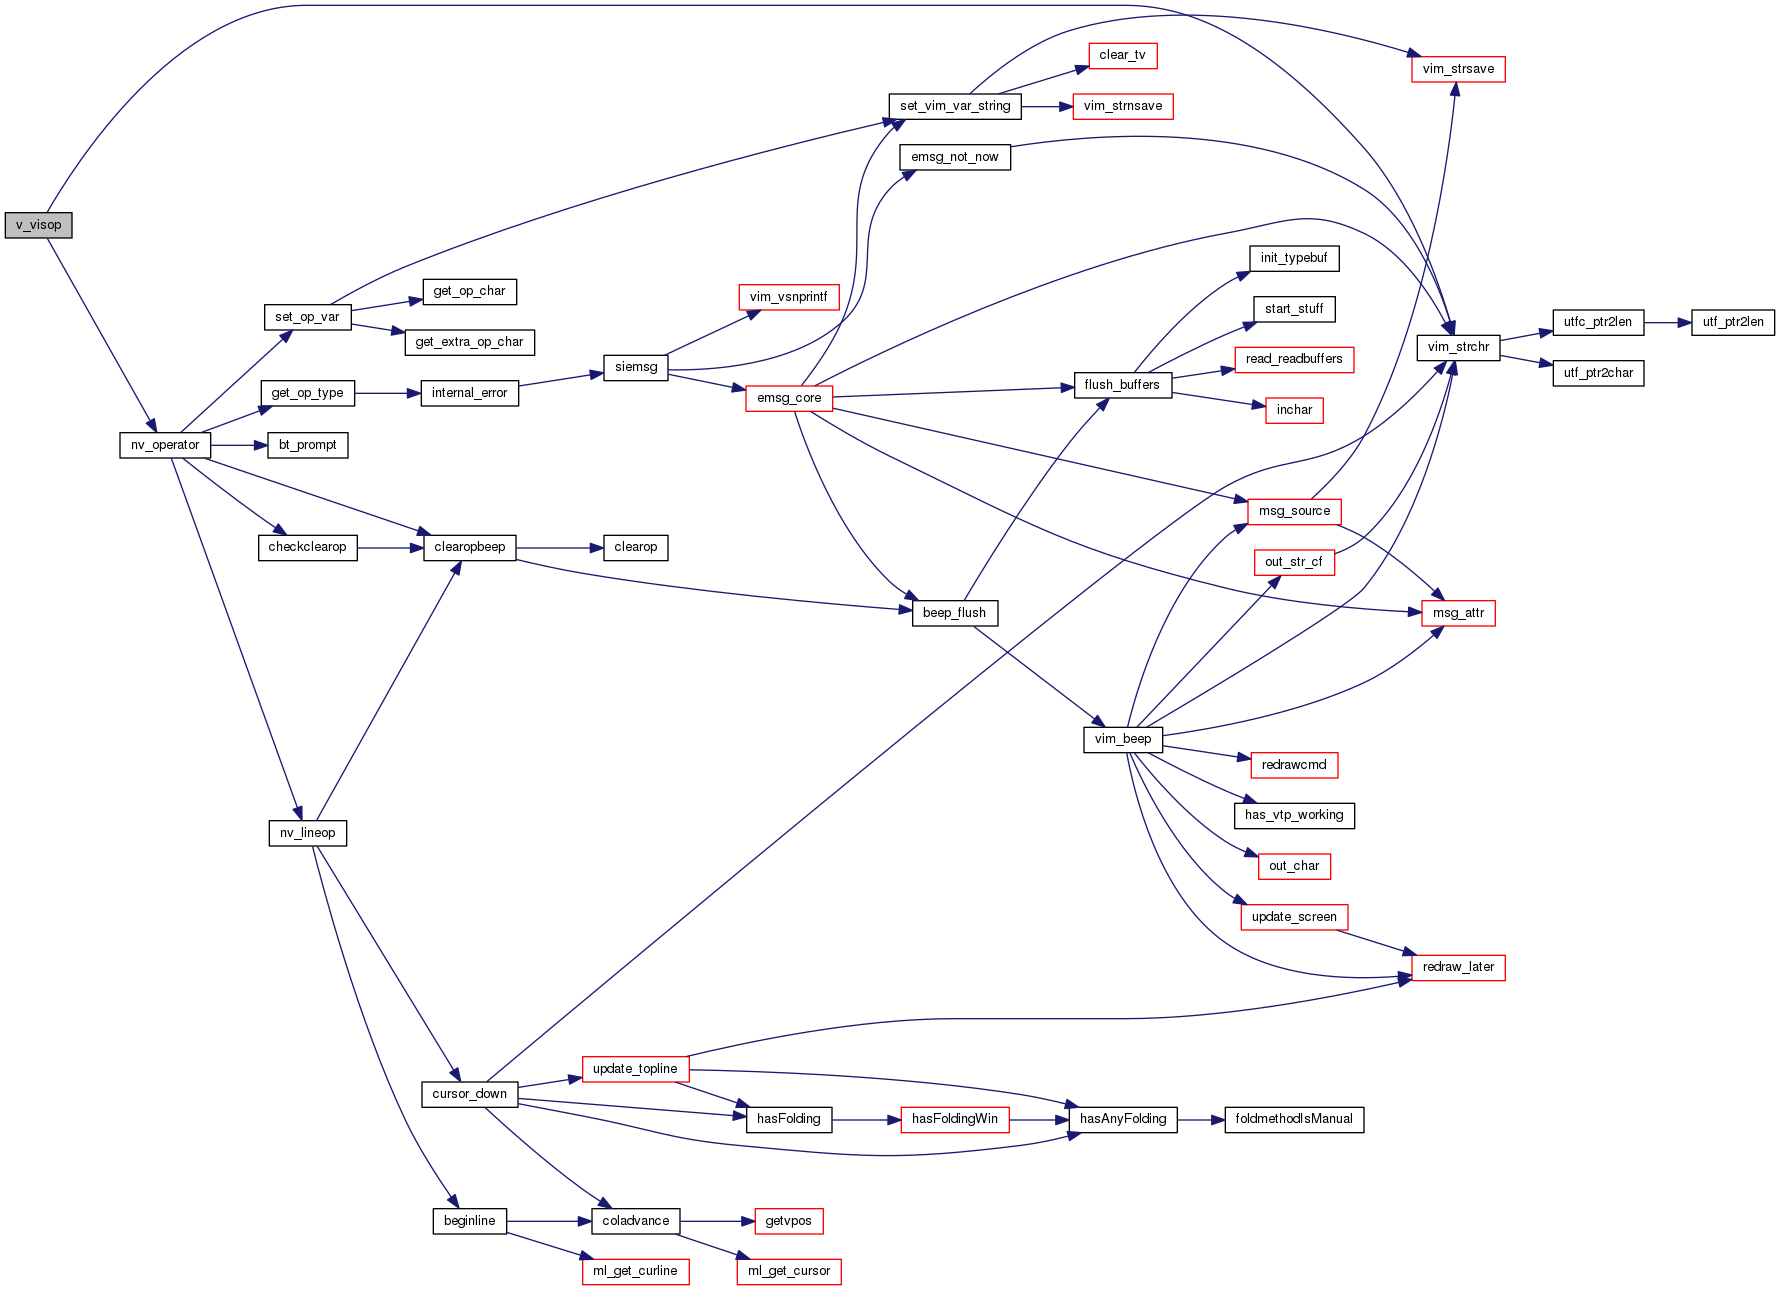 v_visop
nv_operator
set_op_var
get_op_type
bt_prompt
checkclearop
nv_lineop
get_op_char
get_extra_op_char
internal_error
clearopbeep
cursor_down
beginline
siemsg
clearop
update_topline
coladvance
ml_get_curline
vim_vsnprintf
emsg_core
hasFolding
getvpos
ml_get_cursor
set_vim_var_string
emsg_not_now
beep_flush
hasFoldingWin
clear_tv
vim_strnsave
flush_buffers
vim_beep
hasAnyFolding
init_typebuf
start_stuff
read_readbuffers
inchar
msg_source
out_str_cf
redrawcmd
has_vtp_working
out_char
update_screen
foldmethodIsManual
vim_strsave
vim_strchr
msg_attr
redraw_later
utfc_ptr2len
utf_ptr2char
utf_ptr2len